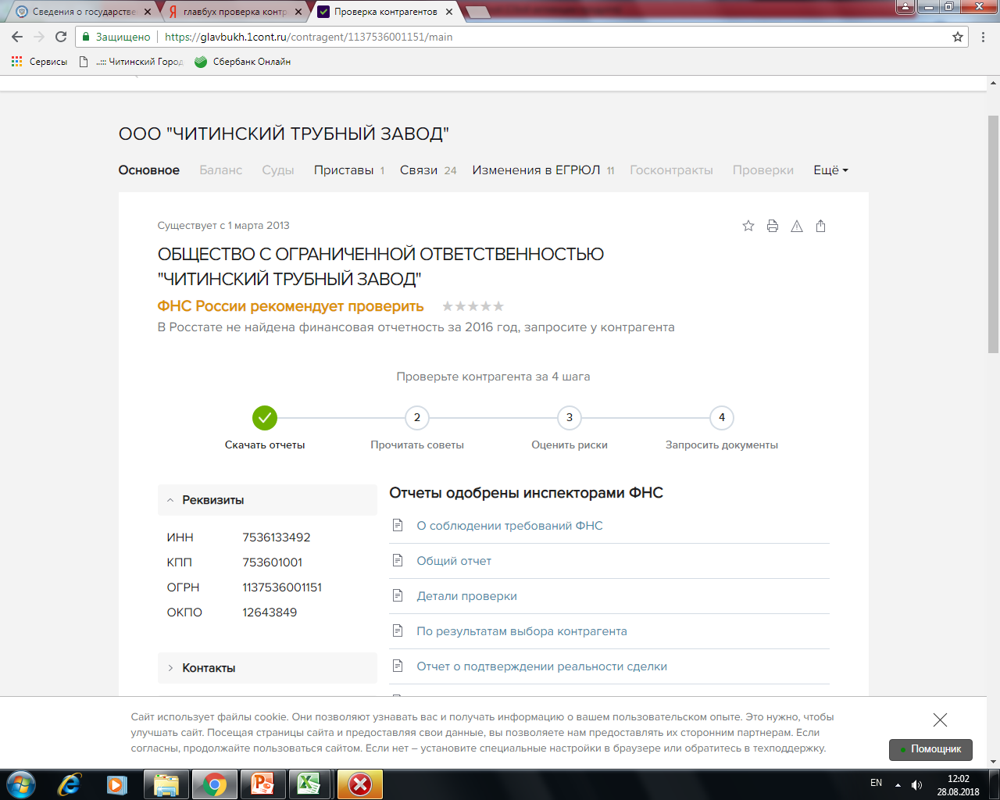 Сведения о государстве
главбух проверка контр
Проверка контрагентов
Защищено
https://glavbukh.1cont.ru/contragent/1137536001151/main
Сервисы
..::: Читинский Город
Сбербанк Онлайн
ООО "ЧИТИНСКИЙ ТРУБНЫЙ ЗАВОД"
Основное Баланс Суды Приставы 1 Связи 24 Изменения в ЕГРЮЛ 11 Госконтракты Проверки Ещё
Существует с 1 марта 2013
ОБЩЕСТВО С ОГРАНИЧЕННОЙ ОТВЕТСТВЕННОСТЬЮ
"ЧИТИНСКИЙ ТРУБНЫЙ ЗАВОД"
ФНС России рекомендует проверить
В Росстате не найдена финансовая отчетность за 2016 год, запросите у контрагента
Проверьте контрагента за 4 шага
2 3 4
Скачать отчеты Прочитать советы Оценить риски Запросить документы
Реквизиты
ИНН 7536133492
КПП 753601001
ОГРН 1137536001151
ОКПО 12643849
Контакты
Отчеты одобрены инспекторами ФНС
О соблюдении требований ФНС
Общий отчет
Детали проверки
По результатам выбора контрагента
Отчет о подтверждении реальности сделки
Сайт использует файлы cookie. Они позволяют узнавать вас и получать информацию о вашем пользовательском опыте. Это нужно, чтобы
улучшать сайт. Посещая страницы сайта и предоставляя свои данные, вы позволяете нам предоставлять их сторонним партнерам. Если
согласны, продолжайте пользоваться сайтом. Если нет – установите специальные настройки в браузере или обратитесь в техподдержку.
Помощник
EN
12:02
28.08.2018